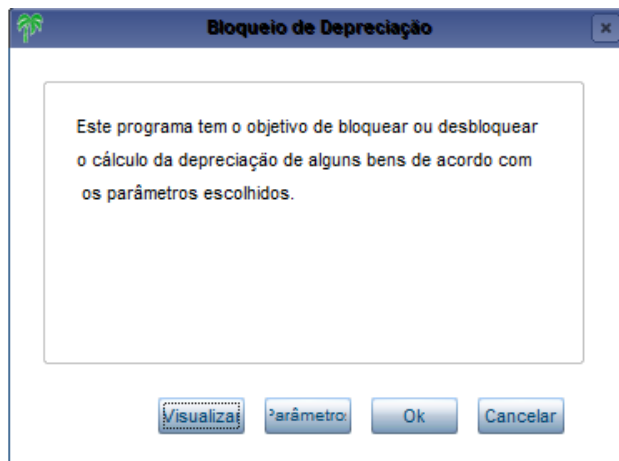 Bloqueio de Depreciação
Este programa tem o objetivo de bloquear ou desbloquear
o cálculo da depreciação de alguns bens de acordo com
os parâmetros escolhidos.
Visualizar Parâmetros Ok Cancelar